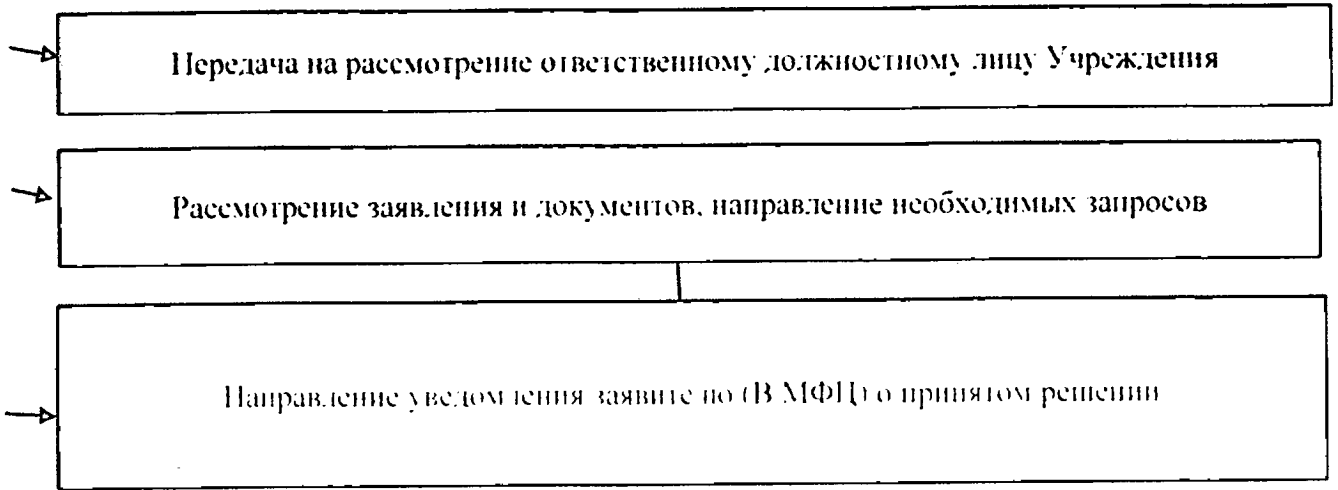 Передача на рассмотрение ответственному должностному лицу Учреждения
Рассмотрение заявления и документов, направление необходимых запросов
Направление уведомления заявителю (В МФЦ) о принятом решении